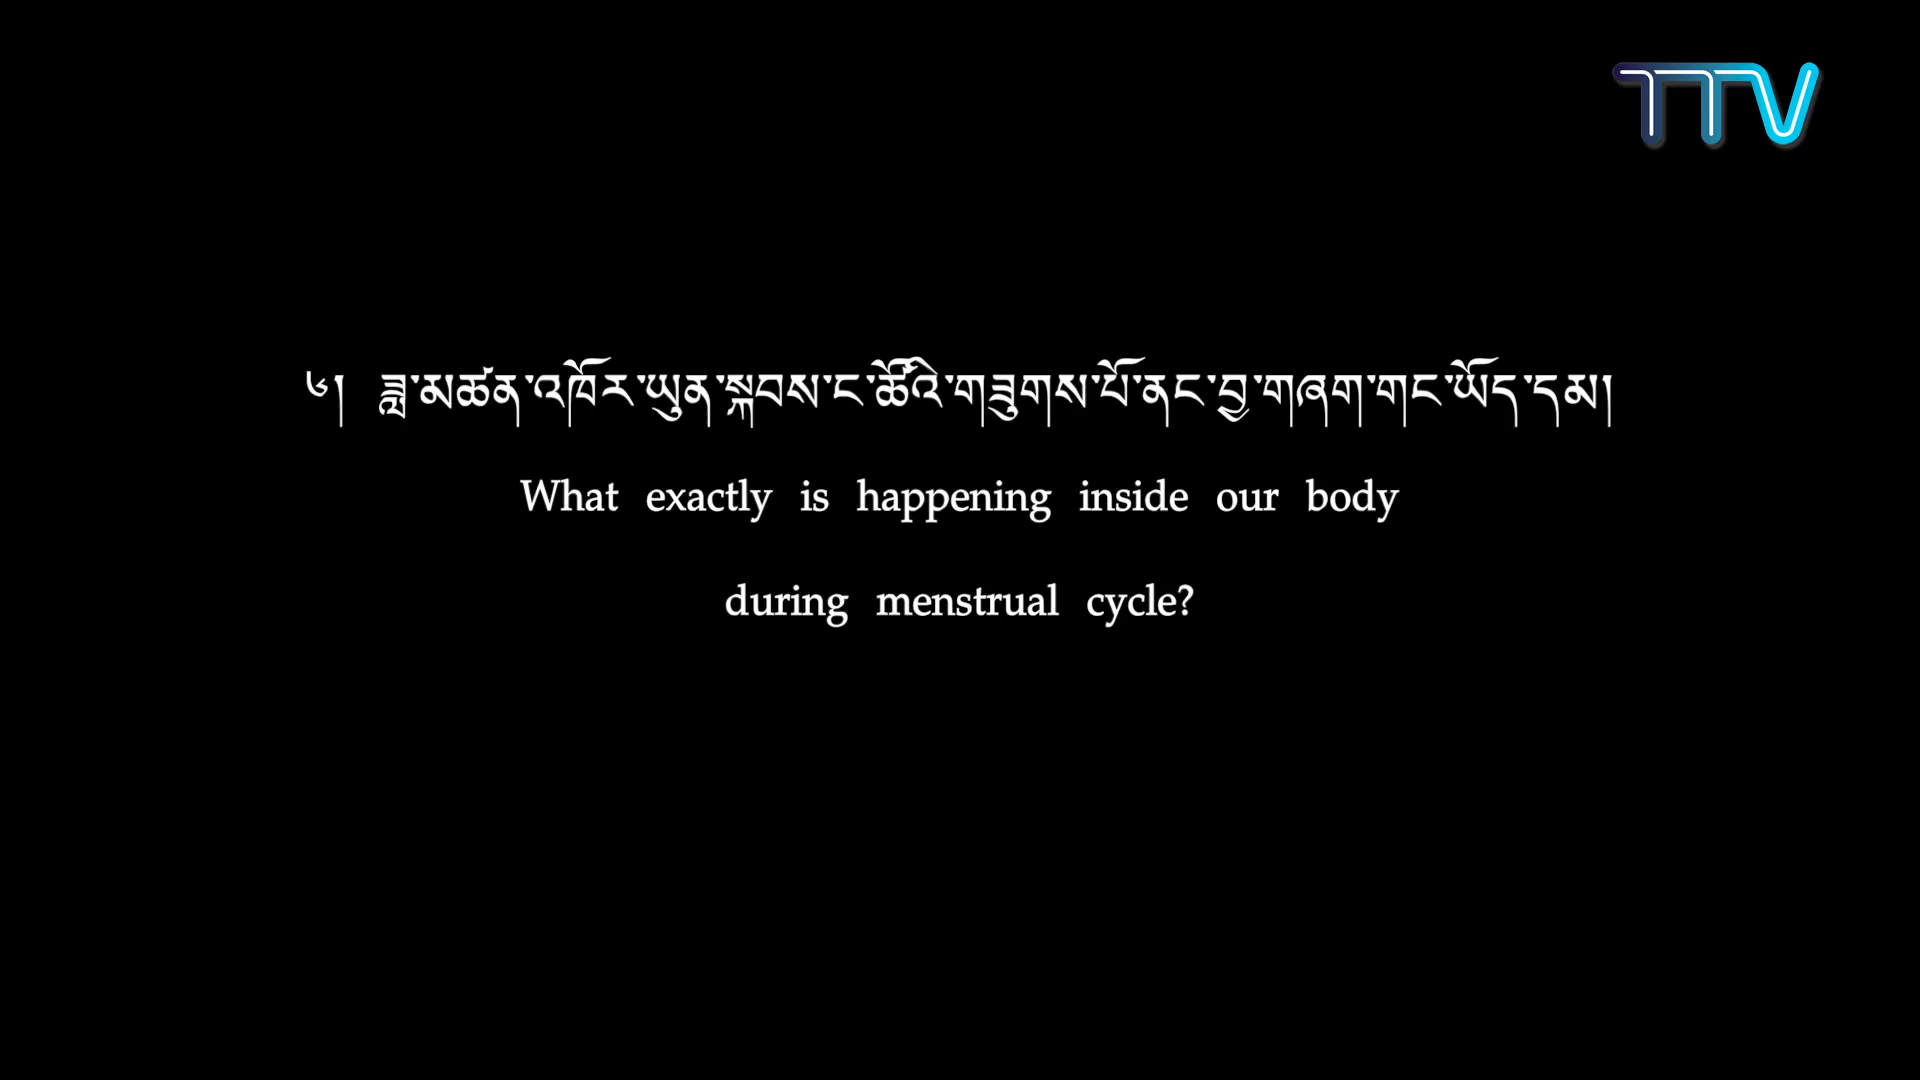 TTV
༦། ཟླ་མཚན་འཁོར་ཡུན་སྐབས་ང་ཚོའི་གཟུགས་པོ་ནང་བྱ་གཞག་གང་ཡོད་དམ།
What exactly is happening inside our body
during menstrual cycle?